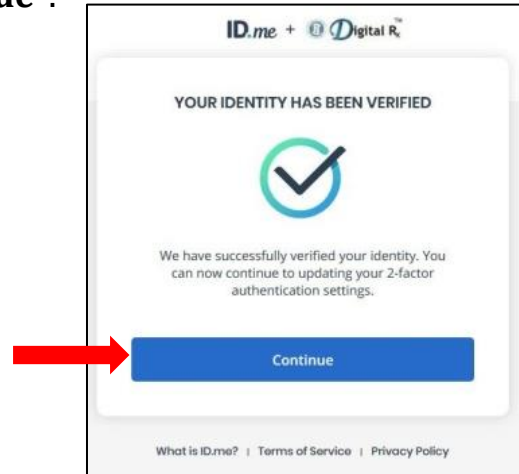 ue".
ID.me + Digital Rx™
YOUR IDENTITY HAS BEEN VERIFIED
We have successfully verified your identity. You
can now continue to updating your 2-factor
authentication settings.
Continue
What is ID.me? | Terms of Service | Privacy Policy